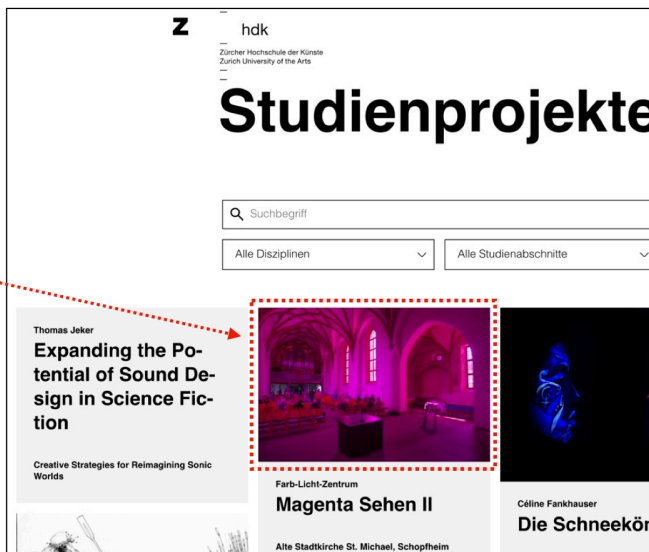 Z
hdk
Zürcher Hochschule der Künste
Zurich University of the Arts
Studienprojekte
Suchbegriff
Alle Disziplinen
Alle Studienabschnitte
Thomas Jeker
Expanding the Po-
tential of Sound De-
sign in Science Fic-
tion
Creative Strategies for Reimagining Sonic
Worlds
Farb-Licht-Zentrum
Magenta Sehen II
Alte Stadtkirche St. Michael, Schopfheim
Céline Fankhauser
Die Schneekön